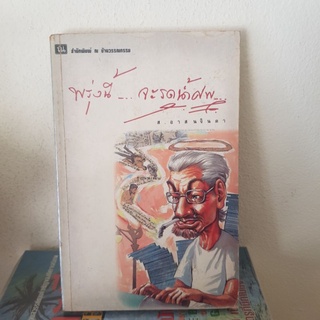 สำนักพิมพ์ ณ บ้านวรรณกรรม
พรุ่งนี้....จะรดน้ำศพ...
ส.อาสนจินดา